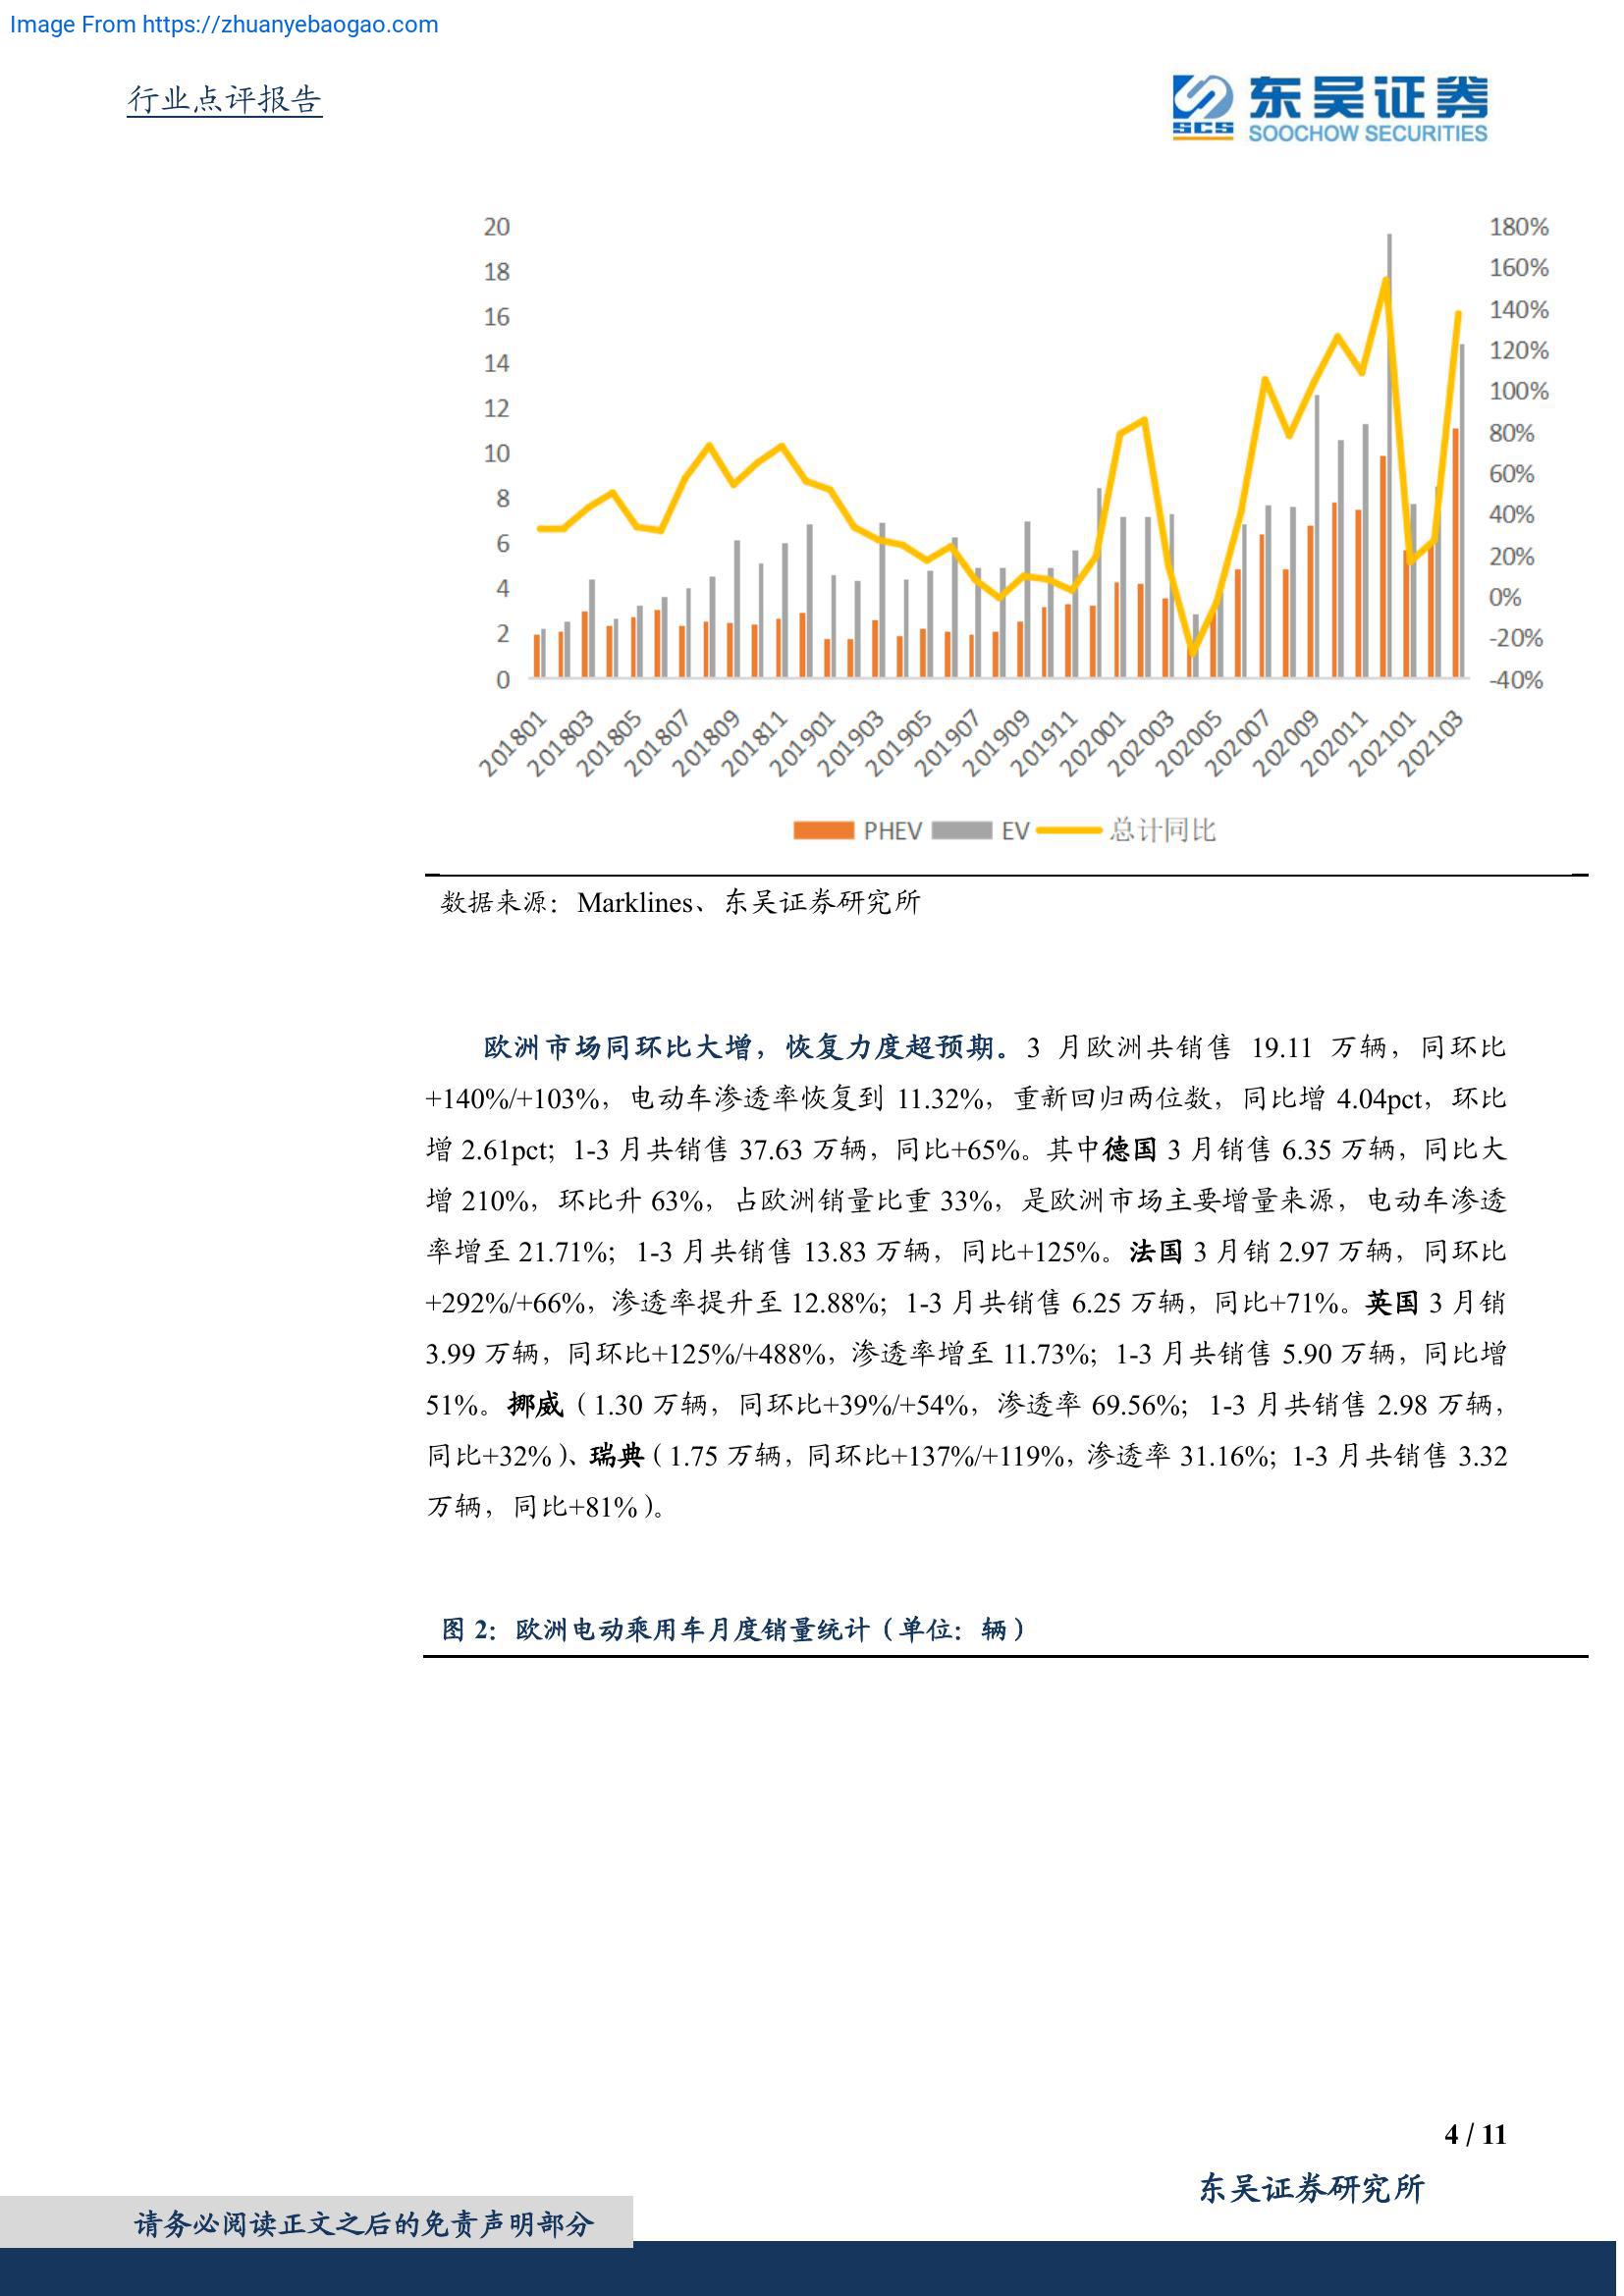 Image From https://zhuanyebaogao.com
行业点评报告
SCS
东吴证券
SOOCHOW SECURITIES
20
18
16
14
12
10
8
6
4
2
0
180%
160%
140%
120%
100%
80%
60%
40%
20%
0%
-20%
-40%
201801
201803
201805
201807
201809
201811
201901
201903
201905
201907
201909
201911
202001
202003
202005
202007
202009
202011
202101
202103
PHEV EV 总计同比
数据来源：Marklines、东吴证券研究所
欧洲市场同环比大增，恢复力度超预期。3 月欧洲共销售 19.11 万辆，同环比
+140%/+103%，电动车渗透率恢复到 11.32%，重新回归两位数，同比增 4.04pct，环比
增 2.61pct；1-3 月共销售 37.63 万辆，同比+65%。其中德国 3 月销售 6.35 万辆，同比大
增 210%，环比升 63%，占欧洲销量比重 33%，是欧洲市场主要增量来源，电动车渗透
率增至 21.71%；1-3 月共销售 13.83 万辆，同比+125%。法国 3 月销 2.97 万辆，同环比
+292%/+66%，渗透率提升至 12.88%；1-3 月共销售 6.25 万辆，同比+71%。英国 3 月销
3.99 万辆，同环比+125%/+488%，渗透率增至 11.73%；1-3 月共销售 5.90 万辆，同比增
51%。挪威（1.30 万辆，同环比+39%/+54%，渗透率 69.56%；1-3 月共销售 2.98 万辆，
同比+32%）、瑞典（1.75 万辆，同环比+137%/+119%，渗透率 31.16%；1-3 月共销售 3.32
万辆，同比+81%）。
图 2：欧洲电动乘用车月度销量统计（单位：辆）
4 / 11
东吴证券研究所
请务必阅读正文之后的免责声明部分